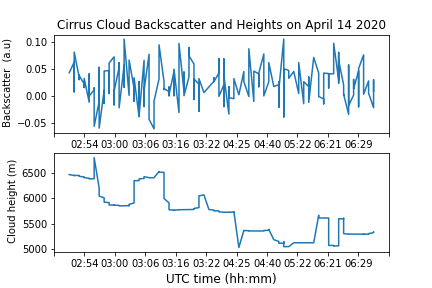 Cirrus Cloud Backscatter and Heights on April 14 2020
Backscatter (a.u)
0.10
0.05
0.00
−0.05
02:54 03:00 03:06 03:16 03:22 04:25 04:40 05:22 06:21 06:29
Cloud height (m)
6500
6000
5500
5000
02:54 03:00 03:06 03:16 03:22 04:25 04:40 05:22 06:21 06:29
UTC time (hh:mm)